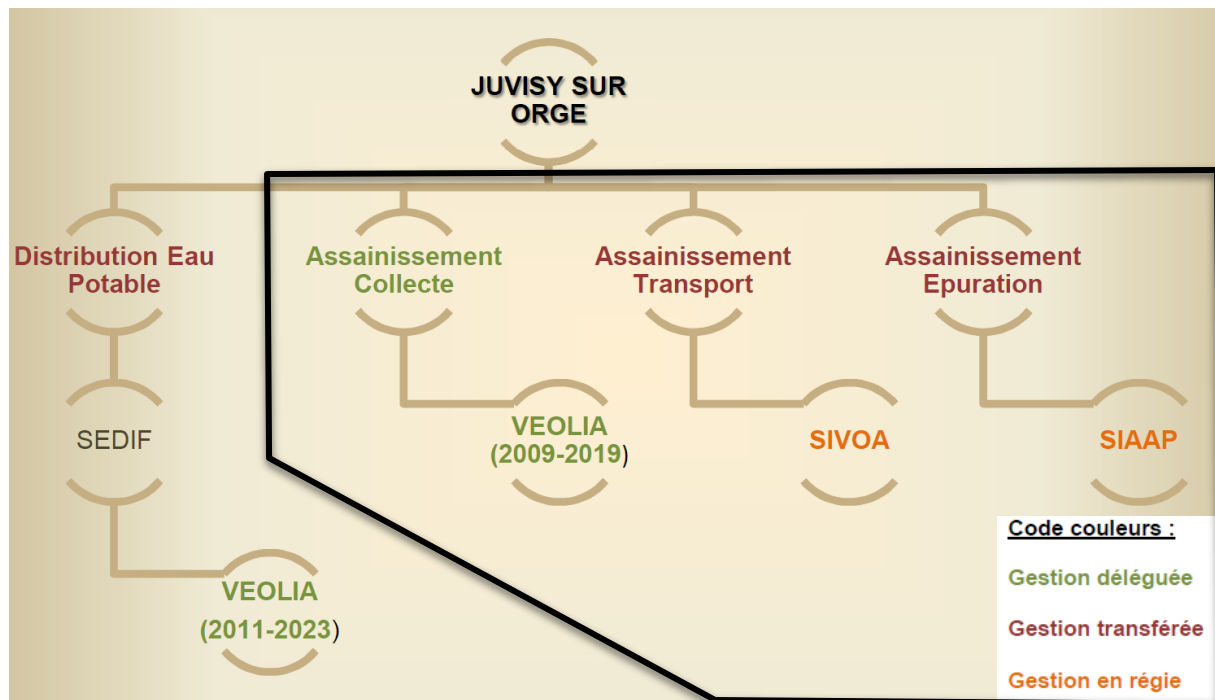 JUVISY SUR
ORGE
Distribution Eau
Potable
Assainissement
Collecte
Assainissement
Transport
Assainissement
Epuration
SEDIF
VEOLIA
(2009-2019)
SIVOA
SIAAP
VEOLIA
(2011-2023)
Code couleurs :
Gestion déléguée
Gestion transférée
Gestion en régie